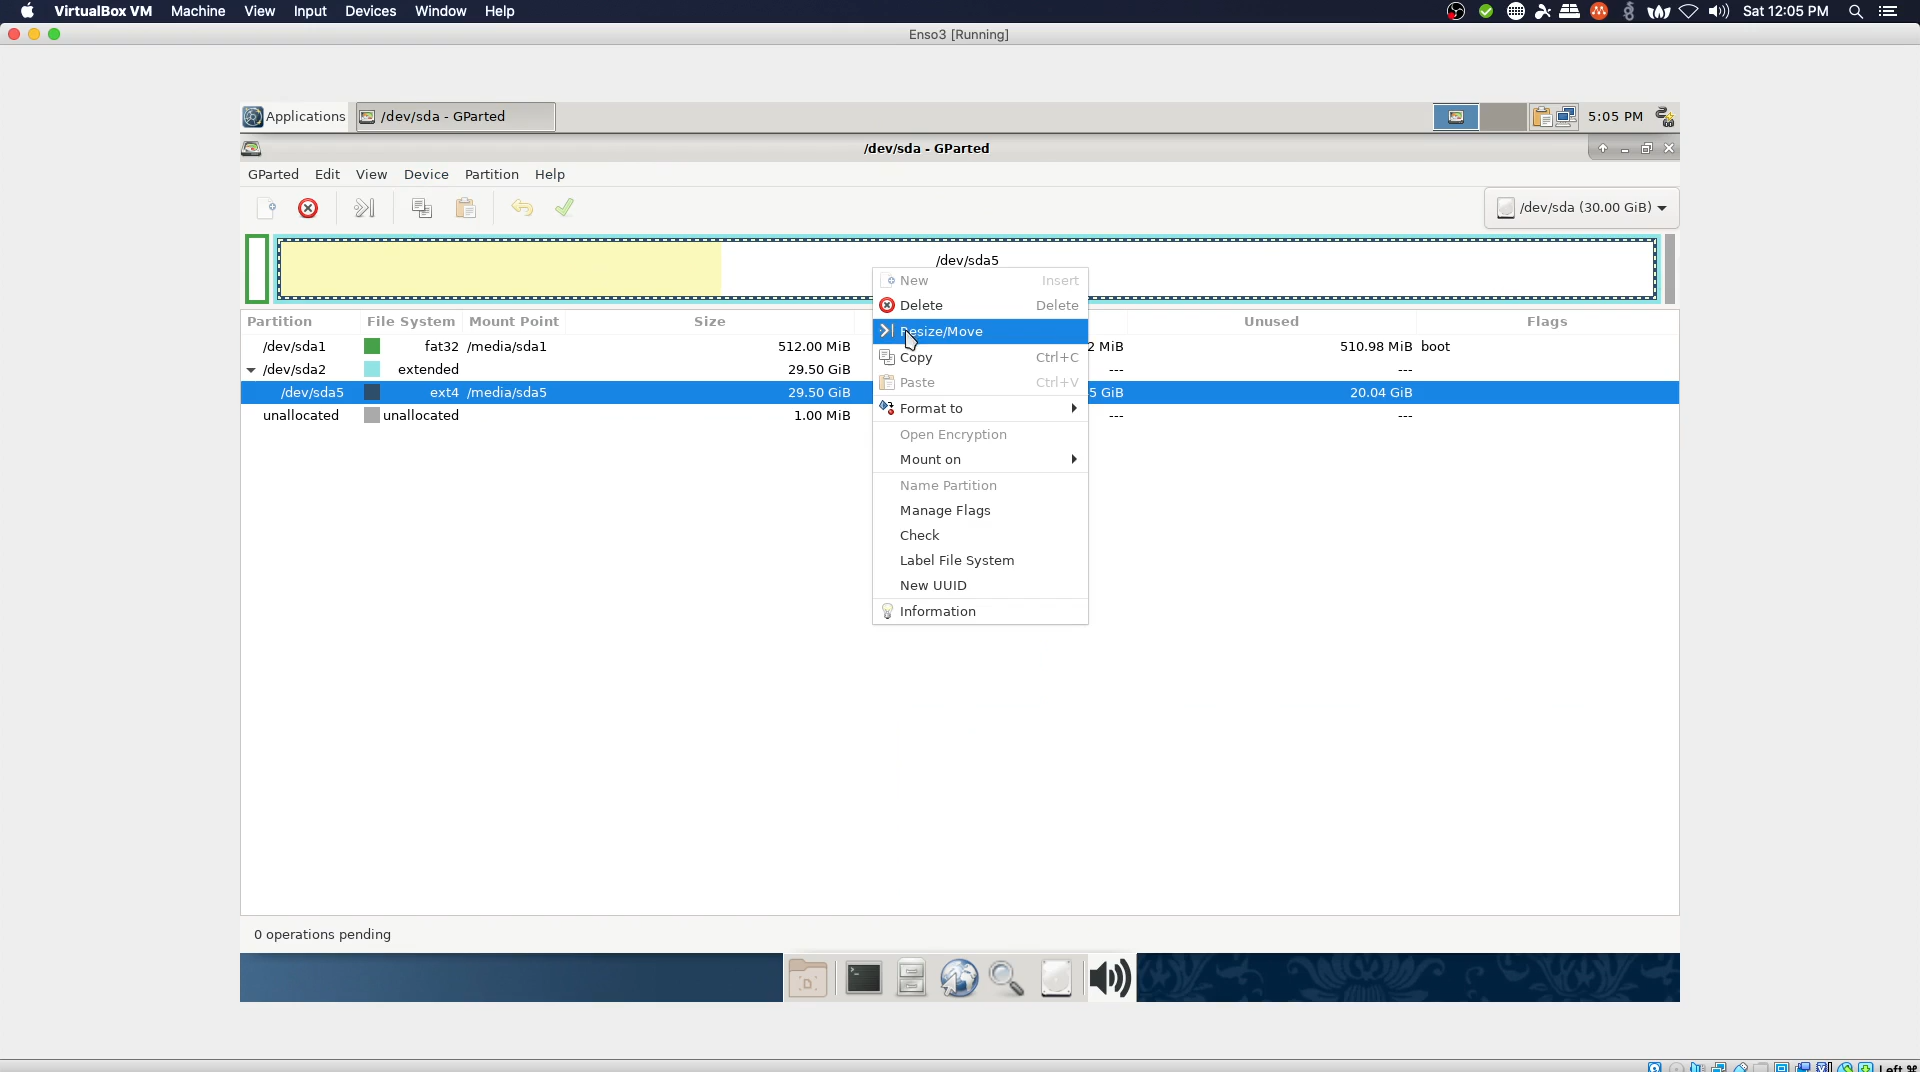 VirtualBox VM Machine View Input Devices Window Help Sat 12:05 PM
Enso3 [Running]
Applications /dev/sda - GParted 5:05 PM
/dev/sda - GParted
GParted Edit View Device Partition Help
/dev/sda (30.00 GiB)
/dev/sda5
New Insert
Delete Delete
Partition File System Mount Point Size Unused Flags
Resize/Move
/dev/sda1 fat32 /media/sda1 512.00 MiB 2 MiB 510.98 MiB boot
Copy Ctrl+C
/dev/sda2 extended 29.50 GiB --- ---
Paste Ctrl+V
/dev/sda5 ext4 /media/sda5 29.50 GiB 5 GiB 20.04 GiB
Format to
unallocated unallocated 1.00 MiB --- ---
Open Encryption
Mount on
Name Partition
Manage Flags
Check
Label File System
New UUID
Information
0 operations pending
Left ⌘